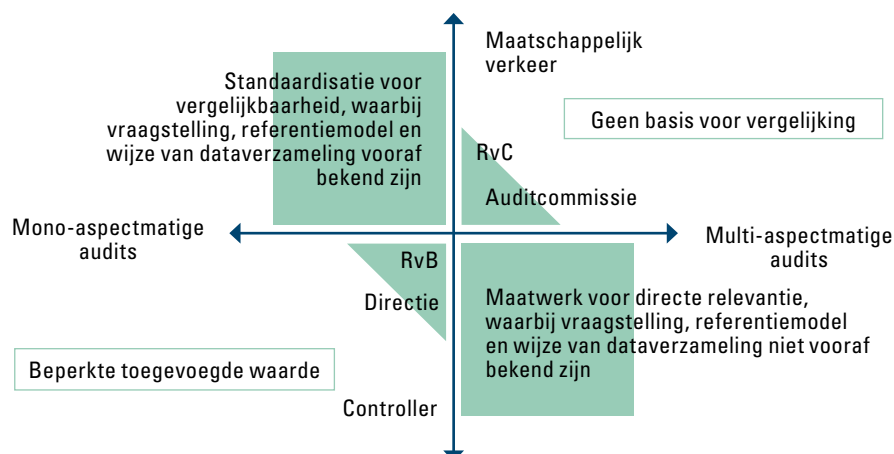 Maatschappelijk
verkeer
Standaardisatie voor
vergelijkbaarheid, waarbij
vraagstelling, referentiemodel en
wijze van dataverzameling vooraf
bekend zijn
Geen basis voor vergelijking
RvC
Auditcommissie
Mono-aspectmatige
audits
Multi-aspectmatige
audits
RvB
Directie
Maatwerk voor directe relevantie,
waarbij vraagstelling, referentiemodel
en wijze van dataverzameling niet vooraf
bekend zijn
Beperkte toegevoegde waarde
Controller